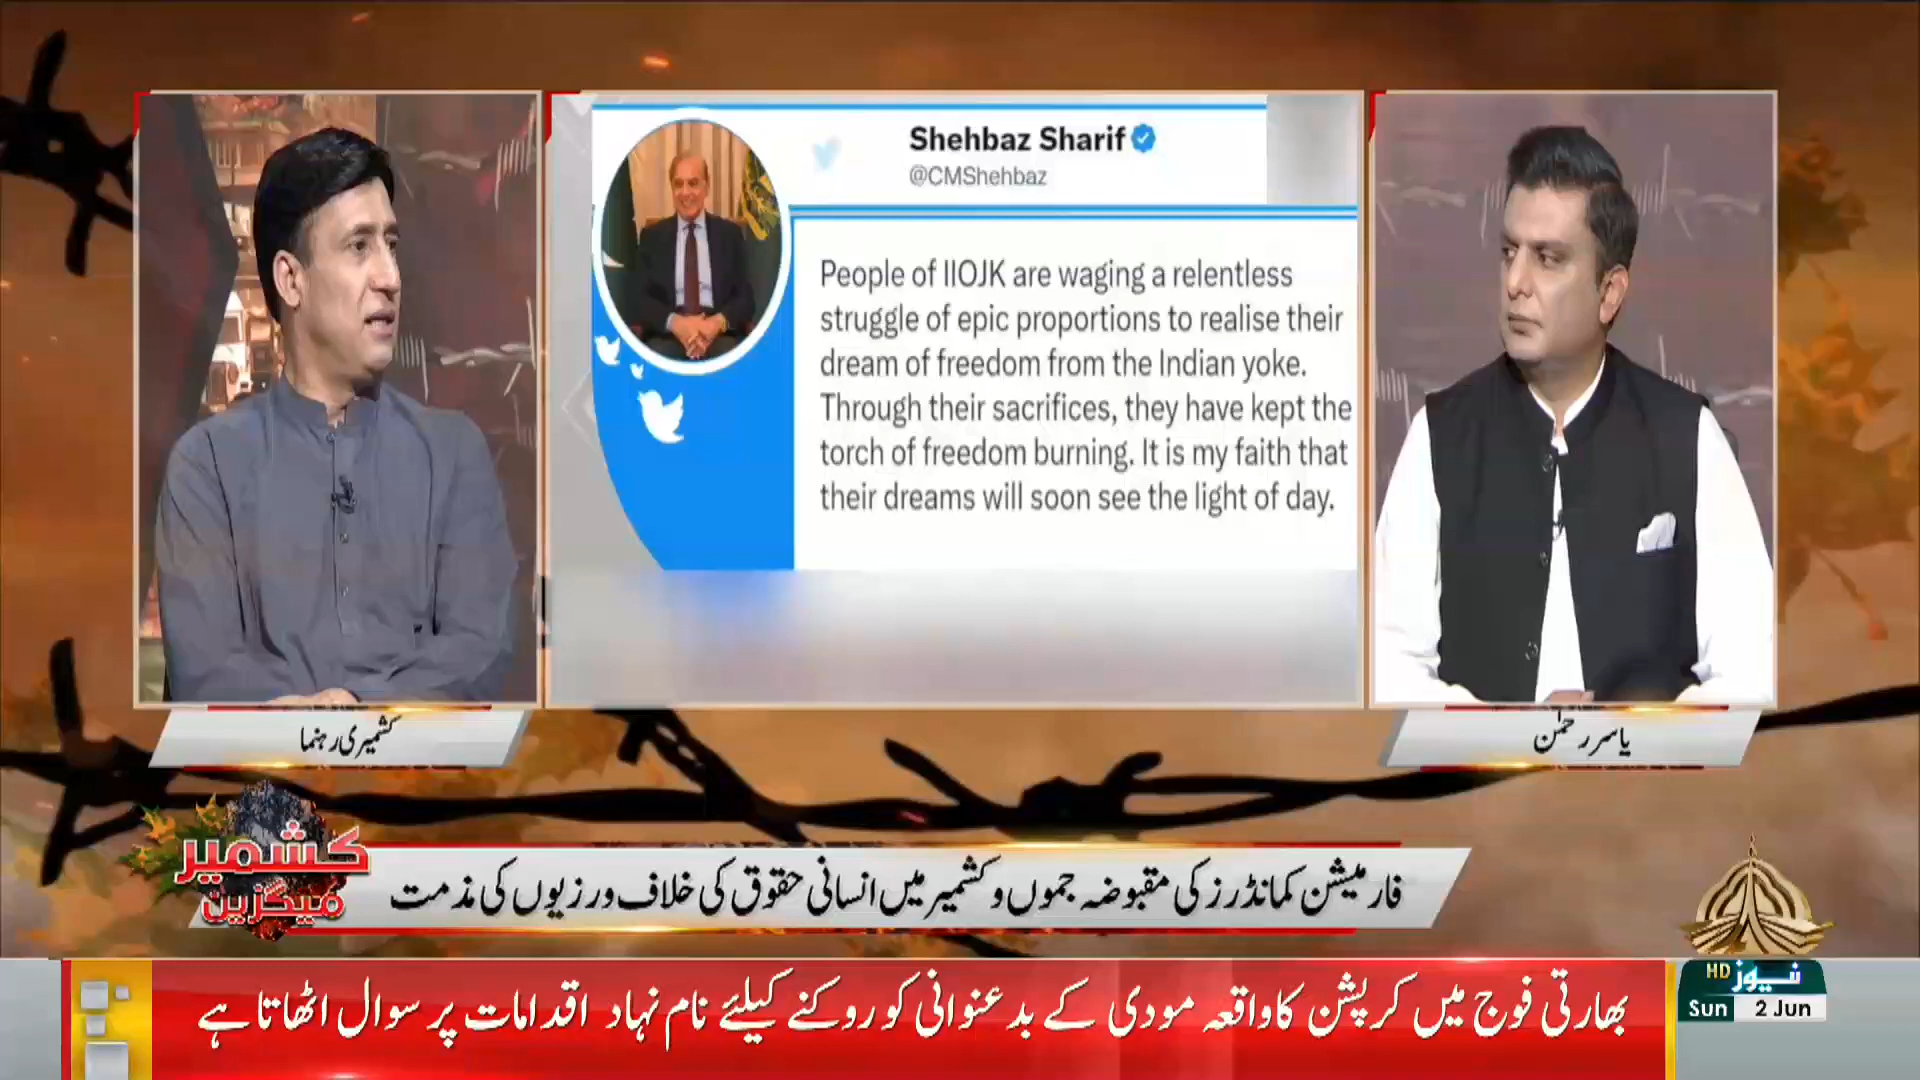 Shehbaz Sharif
@CMShehbaz
People of IIOJK are waging a relentless
struggle of epic proportions to realise their
dream of freedom from the Indian yoke.
Through their sacrifices, they have kept the
torch of freedom burning. It is my faith that
their dreams will soon see the light of day.
کشمیری رہنما
یاسر رحمٰن
کشمیر
میگزین
فارمیشن کمانڈرز کی مقبوضہ جموں و کشمیر میں انسانی حقوق کی خلاف ورزیوں کی مذمت
نیوز HD
Sun 2 Jun
بھارتی فوج میں کرپشن کا واقعہ مودی کے بدعنوانی کو روکنے کیلئے نام نہاد اقدامات پر سوال اٹھاتا ہے